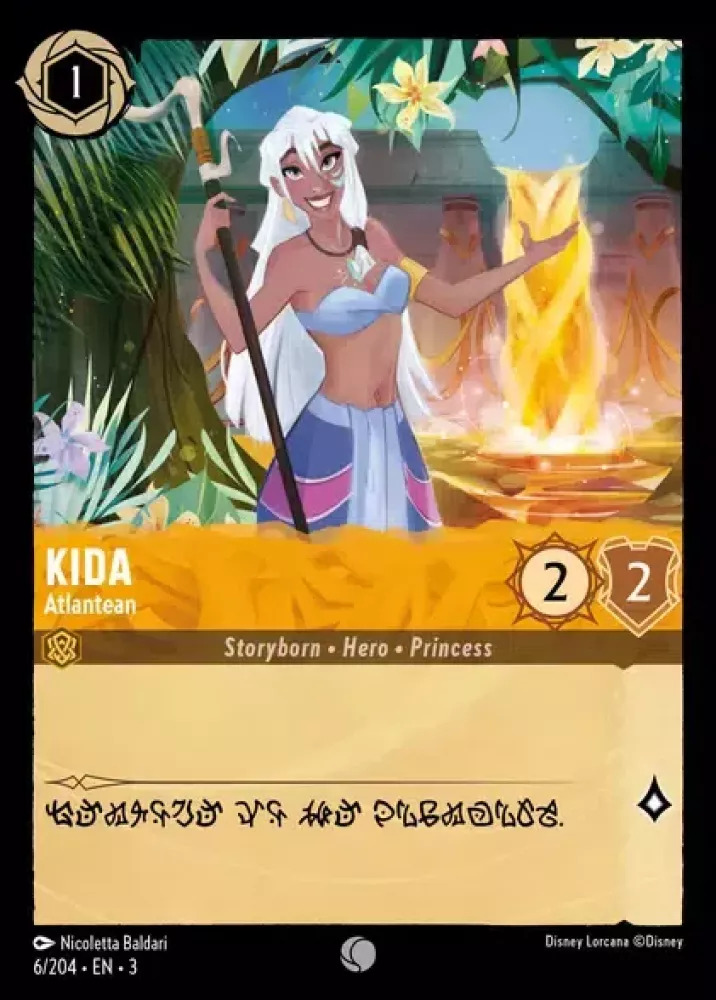 1
KIDA
Atlantean
2
2
Storyborn • Hero • Princess
Nicoletta Baldari
Disney Lorcana ©Disney
6/204 • EN • 3